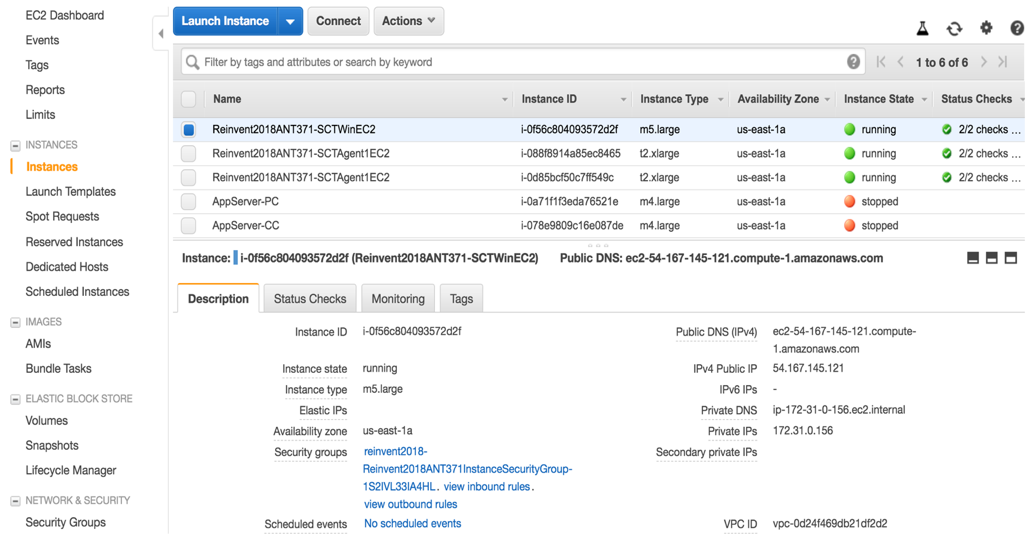 EC2 Dashboard
Events
Tags
Reports
Limits
INSTANCES
Instances
Launch Templates
Spot Requests
Reserved Instances
Dedicated Hosts
Scheduled Instances
IMAGES
AMIs
Bundle Tasks
ELASTIC BLOCK STORE
Volumes
Snapshots
Lifecycle Manager
NETWORK & SECURITY
Security Groups
Launch Instance Connect Actions
Filter by tags and attributes or search by keyword ? 1 to 6 of 6
Name Instance ID Instance Type Availability Zone Instance State Status Checks
Reinvent2018ANT371-SCTWinEC2 i-0f56c804093572d2f m5.large us-east-1a running 2/2 checks ...
Reinvent2018ANT371-SCTAgent1EC2 i-088f8914a85ec8465 t2.xlarge us-east-1a running 2/2 checks ...
Reinvent2018ANT371-SCTAgent1EC2 i-0d85bcf50c7ff549c t2.xlarge us-east-1a running 2/2 checks ...
AppServer-PC i-0a71f1f3eda76521e m4.large us-east-1a stopped
AppServer-CC i-078e9809c16e087de m4.large us-east-1a stopped
Instance: i-0f56c804093572d2f (Reinvent2018ANT371-SCTWinEC2) Public DNS: ec2-54-167-145-121.compute-1.amazonaws.com
Description Status Checks Monitoring Tags
Instance ID i-0f56c804093572d2f
Instance state running
Instance type m5.large
Elastic IPs
Availability zone us-east-1a
Security groups reinvent2018-
Reinvent2018ANT371InstanceSecurityGroup-
1S2IVL33IA4HL. view inbound rules.
view outbound rules
Scheduled events No scheduled events
Public DNS (IPv4) ec2-54-167-145-121.compute-
1.amazonaws.com
IPv4 Public IP 54.167.145.121
IPv6 IPs -
Private DNS ip-172-31-0-156.ec2.internal
Private IPs 172.31.0.156
Secondary private IPs
VPC ID vpc-0d24f469db21df2d2